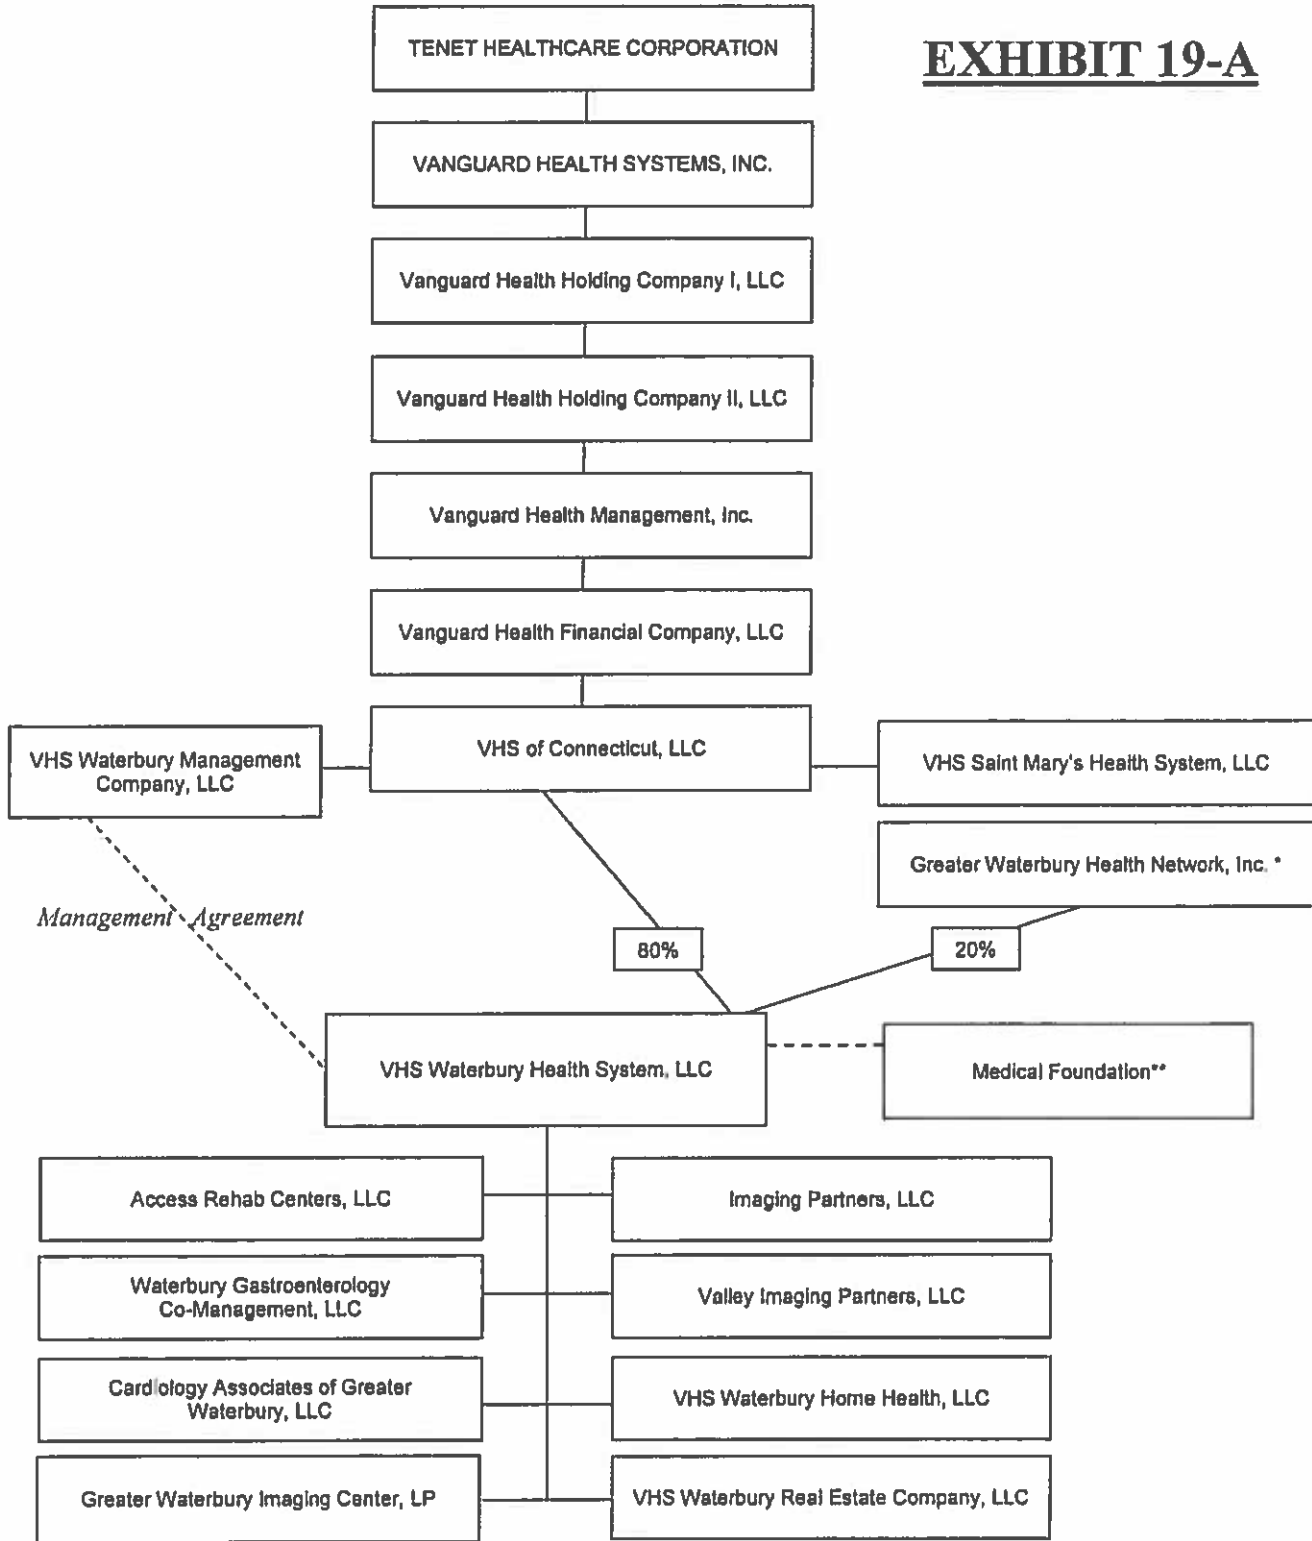 TENET HEALTHCARE CORPORATION
EXHIBIT 19-A
VANGUARD HEALTH SYSTEMS, INC.
Vanguard Health Holding Company I, LLC
Vanguard Health Holding Company II, LLC
Vanguard Health Management, Inc.
Vanguard Health Financial Company, LLC
VHS Waterbury Management
Company, LLC
VHS of Connecticut, LLC
VHS Saint Mary's Health System, LLC
Greater Waterbury Health Network, Inc. *
Management Agreement
80%
20%
VHS Waterbury Health System, LLC
Medical Foundation**
Access Rehab Centers, LLC
Imaging Partners, LLC
Waterbury Gastroenterology
Co-Management, LLC
Valley Imaging Partners, LLC
Cardiology Associates of Greater
Waterbury, LLC
VHS Waterbury Home Health, LLC
Greater Waterbury Imaging Center, LP
VHS Waterbury Real Estate Company, LLC